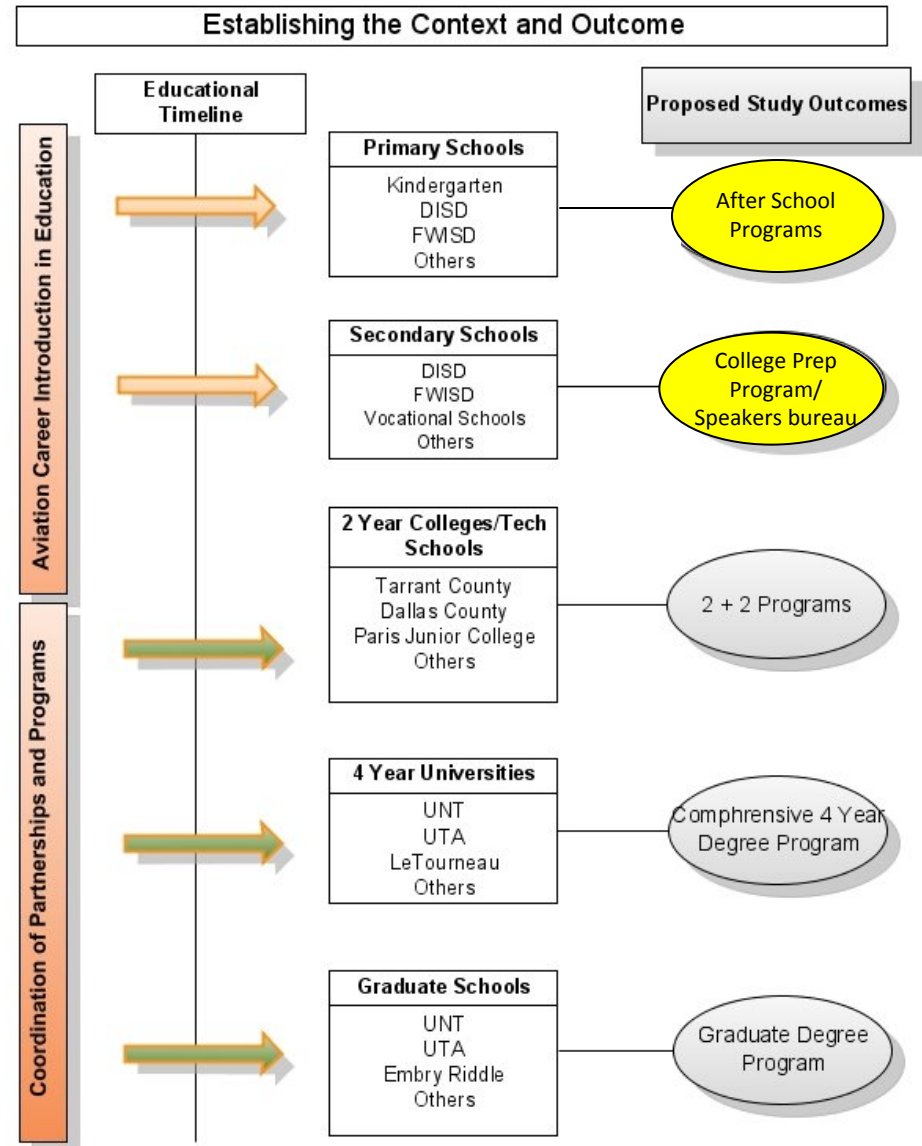 Establishing the Context and Outcome
Educational
Timeline
Proposed Study Outcomes
Aviation Career Introduction in Education
Primary Schools
Kindergarten
DISD
FWISD
Others
After School
Programs
Secondary Schools
DISD
FWISD
Vocational Schools
Others
College Prep
Program/
Speakers bureau
Coordination of Partnerships and Programs
2 Year Colleges/Tech
Schools
Tarrant County
Dallas County
Paris Junior College
Others
2 + 2 Programs
4 Year Universities
UNT
UTA
LeTourneau
Others
Comphrensive 4 Year
Degree Program
Graduate Schools
UNT
UTA
Embry Riddle
Others
Graduate Degree
Program